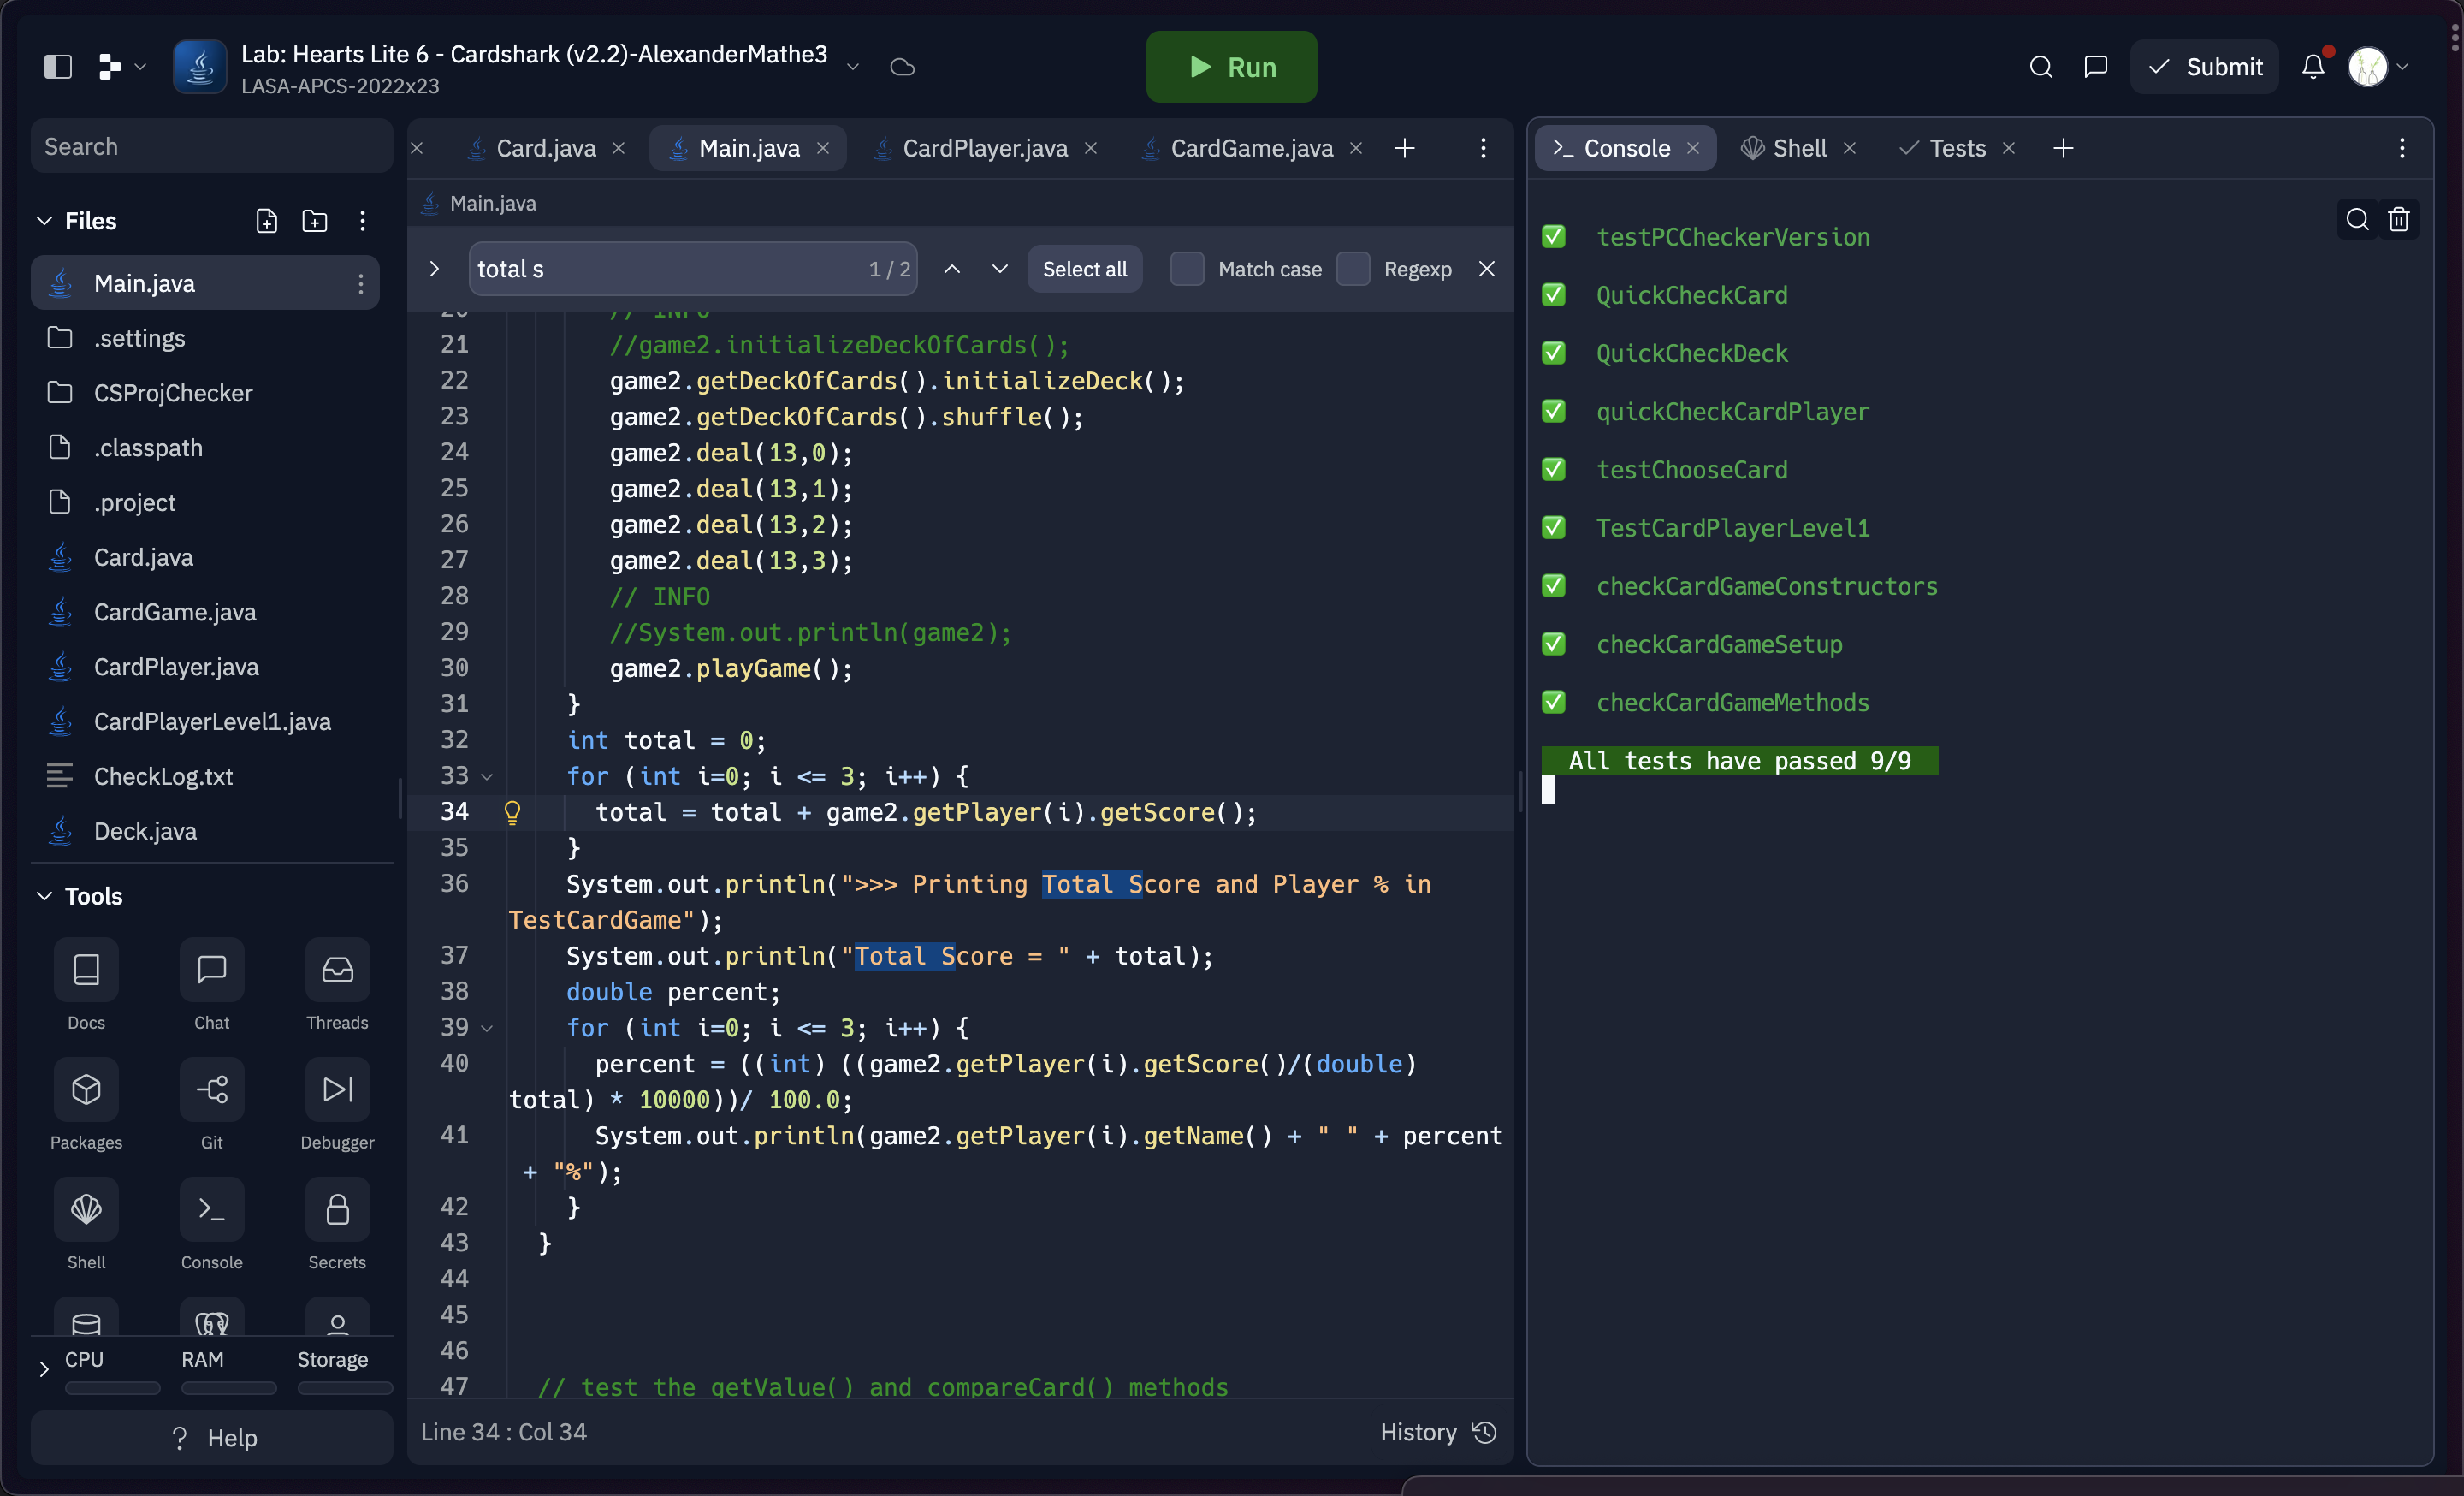 Lab: Hearts Lite 6 - Cardshark (v2.2)-AlexanderMathe3
LASA-APCS-2022x23
Run
Submit
Search
Files
Main.java
.settings
CSProjChecker
.classpath
.project
Card.java
CardGame.java
CardPlayer.java
CardPlayerLevel1.java
CheckLog.txt
Deck.java
Tools
Docs
Chat
Threads
Packages
Git
Debugger
Shell
Console
Secrets
CPU
RAM
Storage
? Help
Card.java
Main.java
CardPlayer.java
CardGame.java
Main.java
total s
1 / 2
Select all
Match case
Regexp
20 // INFO
21 //game2.initializeDeckOfCards();
22 game2.getDeckOfCards().initializeDeck();
23 game2.getDeckOfCards().shuffle();
24 game2.deal(13,0);
25 game2.deal(13,1);
26 game2.deal(13,2);
27 game2.deal(13,3);
28 // INFO
29 //System.out.println(game2);
30 game2.playGame();
31 }
32 int total = 0;
33 for (int i=0; i <= 3; i++) {
34 total = total + game2.getPlayer(i).getScore();
35 }
36 System.out.println(">>> Printing Total Score and Player % in
TestCardGame");
37 System.out.println("Total Score = " + total);
38 double percent;
39 for (int i=0; i <= 3; i++) {
40 percent = ((int) ((game2.getPlayer(i).getScore()/(double)
total) * 10000))/ 100.0;
41 System.out.println(game2.getPlayer(i).getName() + " " + percent
+ "%");
42 }
43 }
44
45
46
47 // test the getValue() and compareCard() methods
Line 34 : Col 34
History
>_ Console
Shell
Tests
✅ testPCCheckerVersion
✅ QuickCheckCard
✅ QuickCheckDeck
✅ quickCheckCardPlayer
✅ testChooseCard
✅ TestCardPlayerLevel1
✅ checkCardGameConstructors
✅ checkCardGameSetup
✅ checkCardGameMethods
All tests have passed 9/9